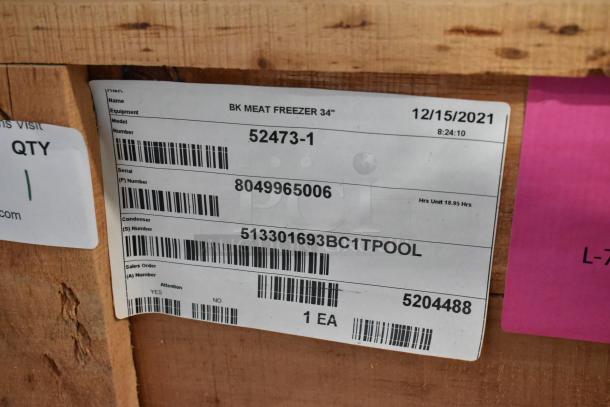 Name
Equipment
BK MEAT FREEZER 34"
12/15/2021
8:24:10
Model
Number
52473-1
Serial
(P) Number
8049965006
Hrs Unit 18.95 Hrs
Condenser
(S) Number
513301693BC1TPOOL
Sales Order
(A) Number
5204488
Attention
YES
NO
1 EA
ns Visit
QTY
1
com
L-7
pci